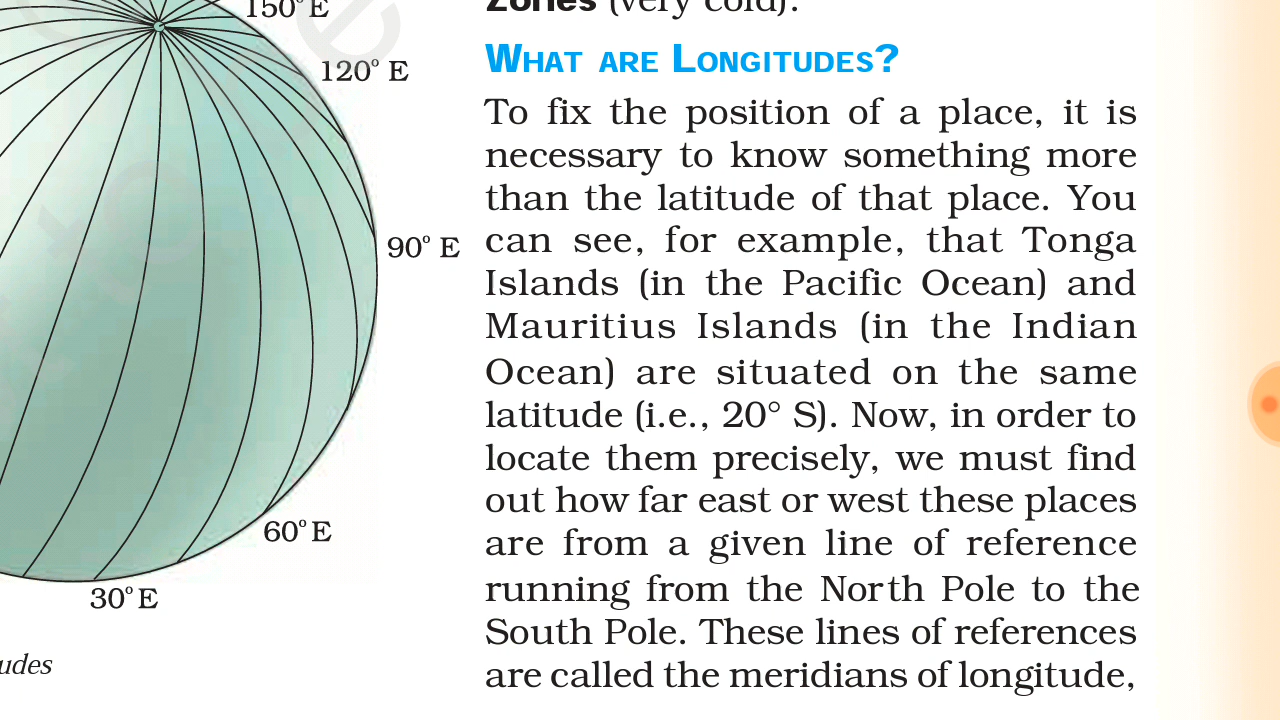 150° E
120° E
90° E
60° E
30° E
udes
Zones (very cold).
WHAT ARE LONGITUDES?
To fix the position of a place, it is
necessary to know something more
than the latitude of that place. You
can see, for example, that Tonga
Islands (in the Pacific Ocean) and
Mauritius Islands (in the Indian
Ocean) are situated on the same
latitude (i.e., 20° S). Now, in order to
locate them precisely, we must find
out how far east or west these places
are from a given line of reference
running from the North Pole to the
South Pole. These lines of references
are called the meridians of longitude,